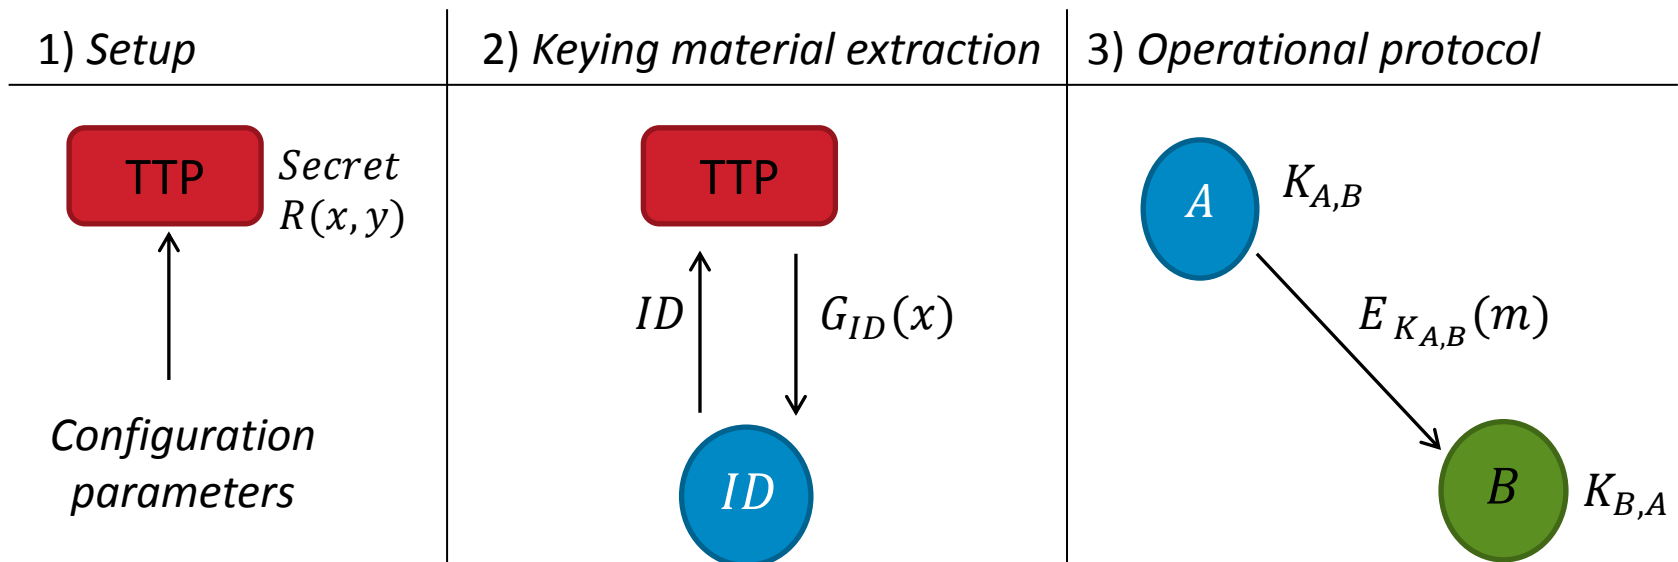 1) Setup
2) Keying material extraction
3) Operational protocol
TTP
Secret
R(x, y)
Configuration
parameters
TTP
ID
G_{ID}(x)
ID
A
K_{A,B}
E_{K_{A,B}}(m)
B
K_{B,A}